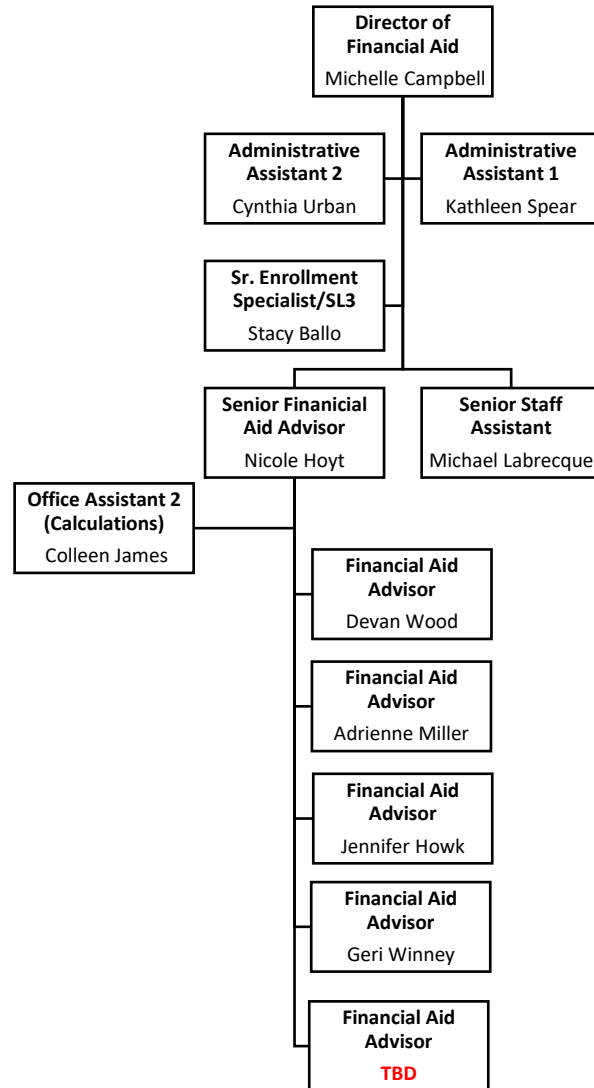 Director of
Financial Aid
Michelle Campbell
Administrative
Assistant 2
Cynthia Urban
Administrative
Assistant 1
Kathleen Spear
Sr. Enrollment
Specialist/SL3
Stacy Ballo
Senior Finanicial
Aid Advisor
Nicole Hoyt
Senior Staff
Assistant
Michael Labrecque
Office Assistant 2
(Calculations)
Colleen James
Financial Aid
Advisor
Devan Wood
Financial Aid
Advisor
Adrienne Miller
Financial Aid
Advisor
Jennifer Howk
Financial Aid
Advisor
Geri Winney
Financial Aid
Advisor
TBD